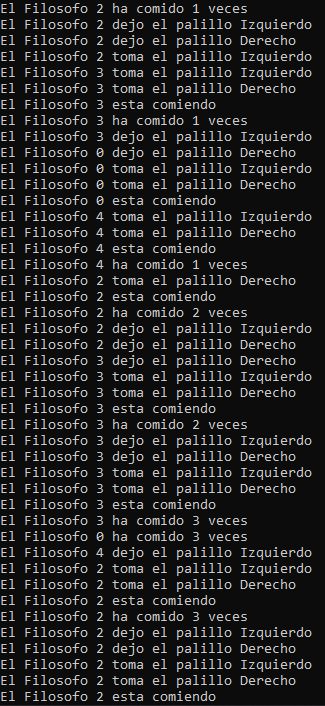 El Filosofo 2 ha comido 1 veces
El Filosofo 2 dejo el palillo Izquierdo
El Filosofo 2 dejo el palillo Derecho
El Filosofo 2 toma el palillo Izquierdo
El Filosofo 3 toma el palillo Izquierdo
El Filosofo 3 toma el palillo Derecho
El Filosofo 3 esta comiendo
El Filosofo 3 ha comido 1 veces
El Filosofo 3 dejo el palillo Izquierdo
El Filosofo 0 dejo el palillo Derecho
El Filosofo 0 toma el palillo Izquierdo
El Filosofo 0 toma el palillo Derecho
El Filosofo 0 esta comiendo
El Filosofo 4 toma el palillo Izquierdo
El Filosofo 4 toma el palillo Derecho
El Filosofo 4 esta comiendo
El Filosofo 4 ha comido 1 veces
El Filosofo 2 toma el palillo Derecho
El Filosofo 2 esta comiendo
El Filosofo 2 ha comido 2 veces
El Filosofo 2 dejo el palillo Izquierdo
El Filosofo 2 dejo el palillo Derecho
El Filosofo 3 dejo el palillo Derecho
El Filosofo 3 toma el palillo Izquierdo
El Filosofo 3 toma el palillo Derecho
El Filosofo 3 esta comiendo
El Filosofo 3 ha comido 2 veces
El Filosofo 3 dejo el palillo Izquierdo
El Filosofo 3 dejo el palillo Derecho
El Filosofo 3 toma el palillo Izquierdo
El Filosofo 3 toma el palillo Derecho
El Filosofo 3 esta comiendo
El Filosofo 3 ha comido 3 veces
El Filosofo 0 ha comido 3 veces
El Filosofo 4 dejo el palillo Izquierdo
El Filosofo 2 toma el palillo Izquierdo
El Filosofo 2 toma el palillo Derecho
El Filosofo 2 esta comiendo
El Filosofo 2 ha comido 3 veces
El Filosofo 2 dejo el palillo Izquierdo
El Filosofo 2 dejo el palillo Derecho
El Filosofo 2 toma el palillo Izquierdo
El Filosofo 2 toma el palillo Derecho
El Filosofo 2 esta comiendo